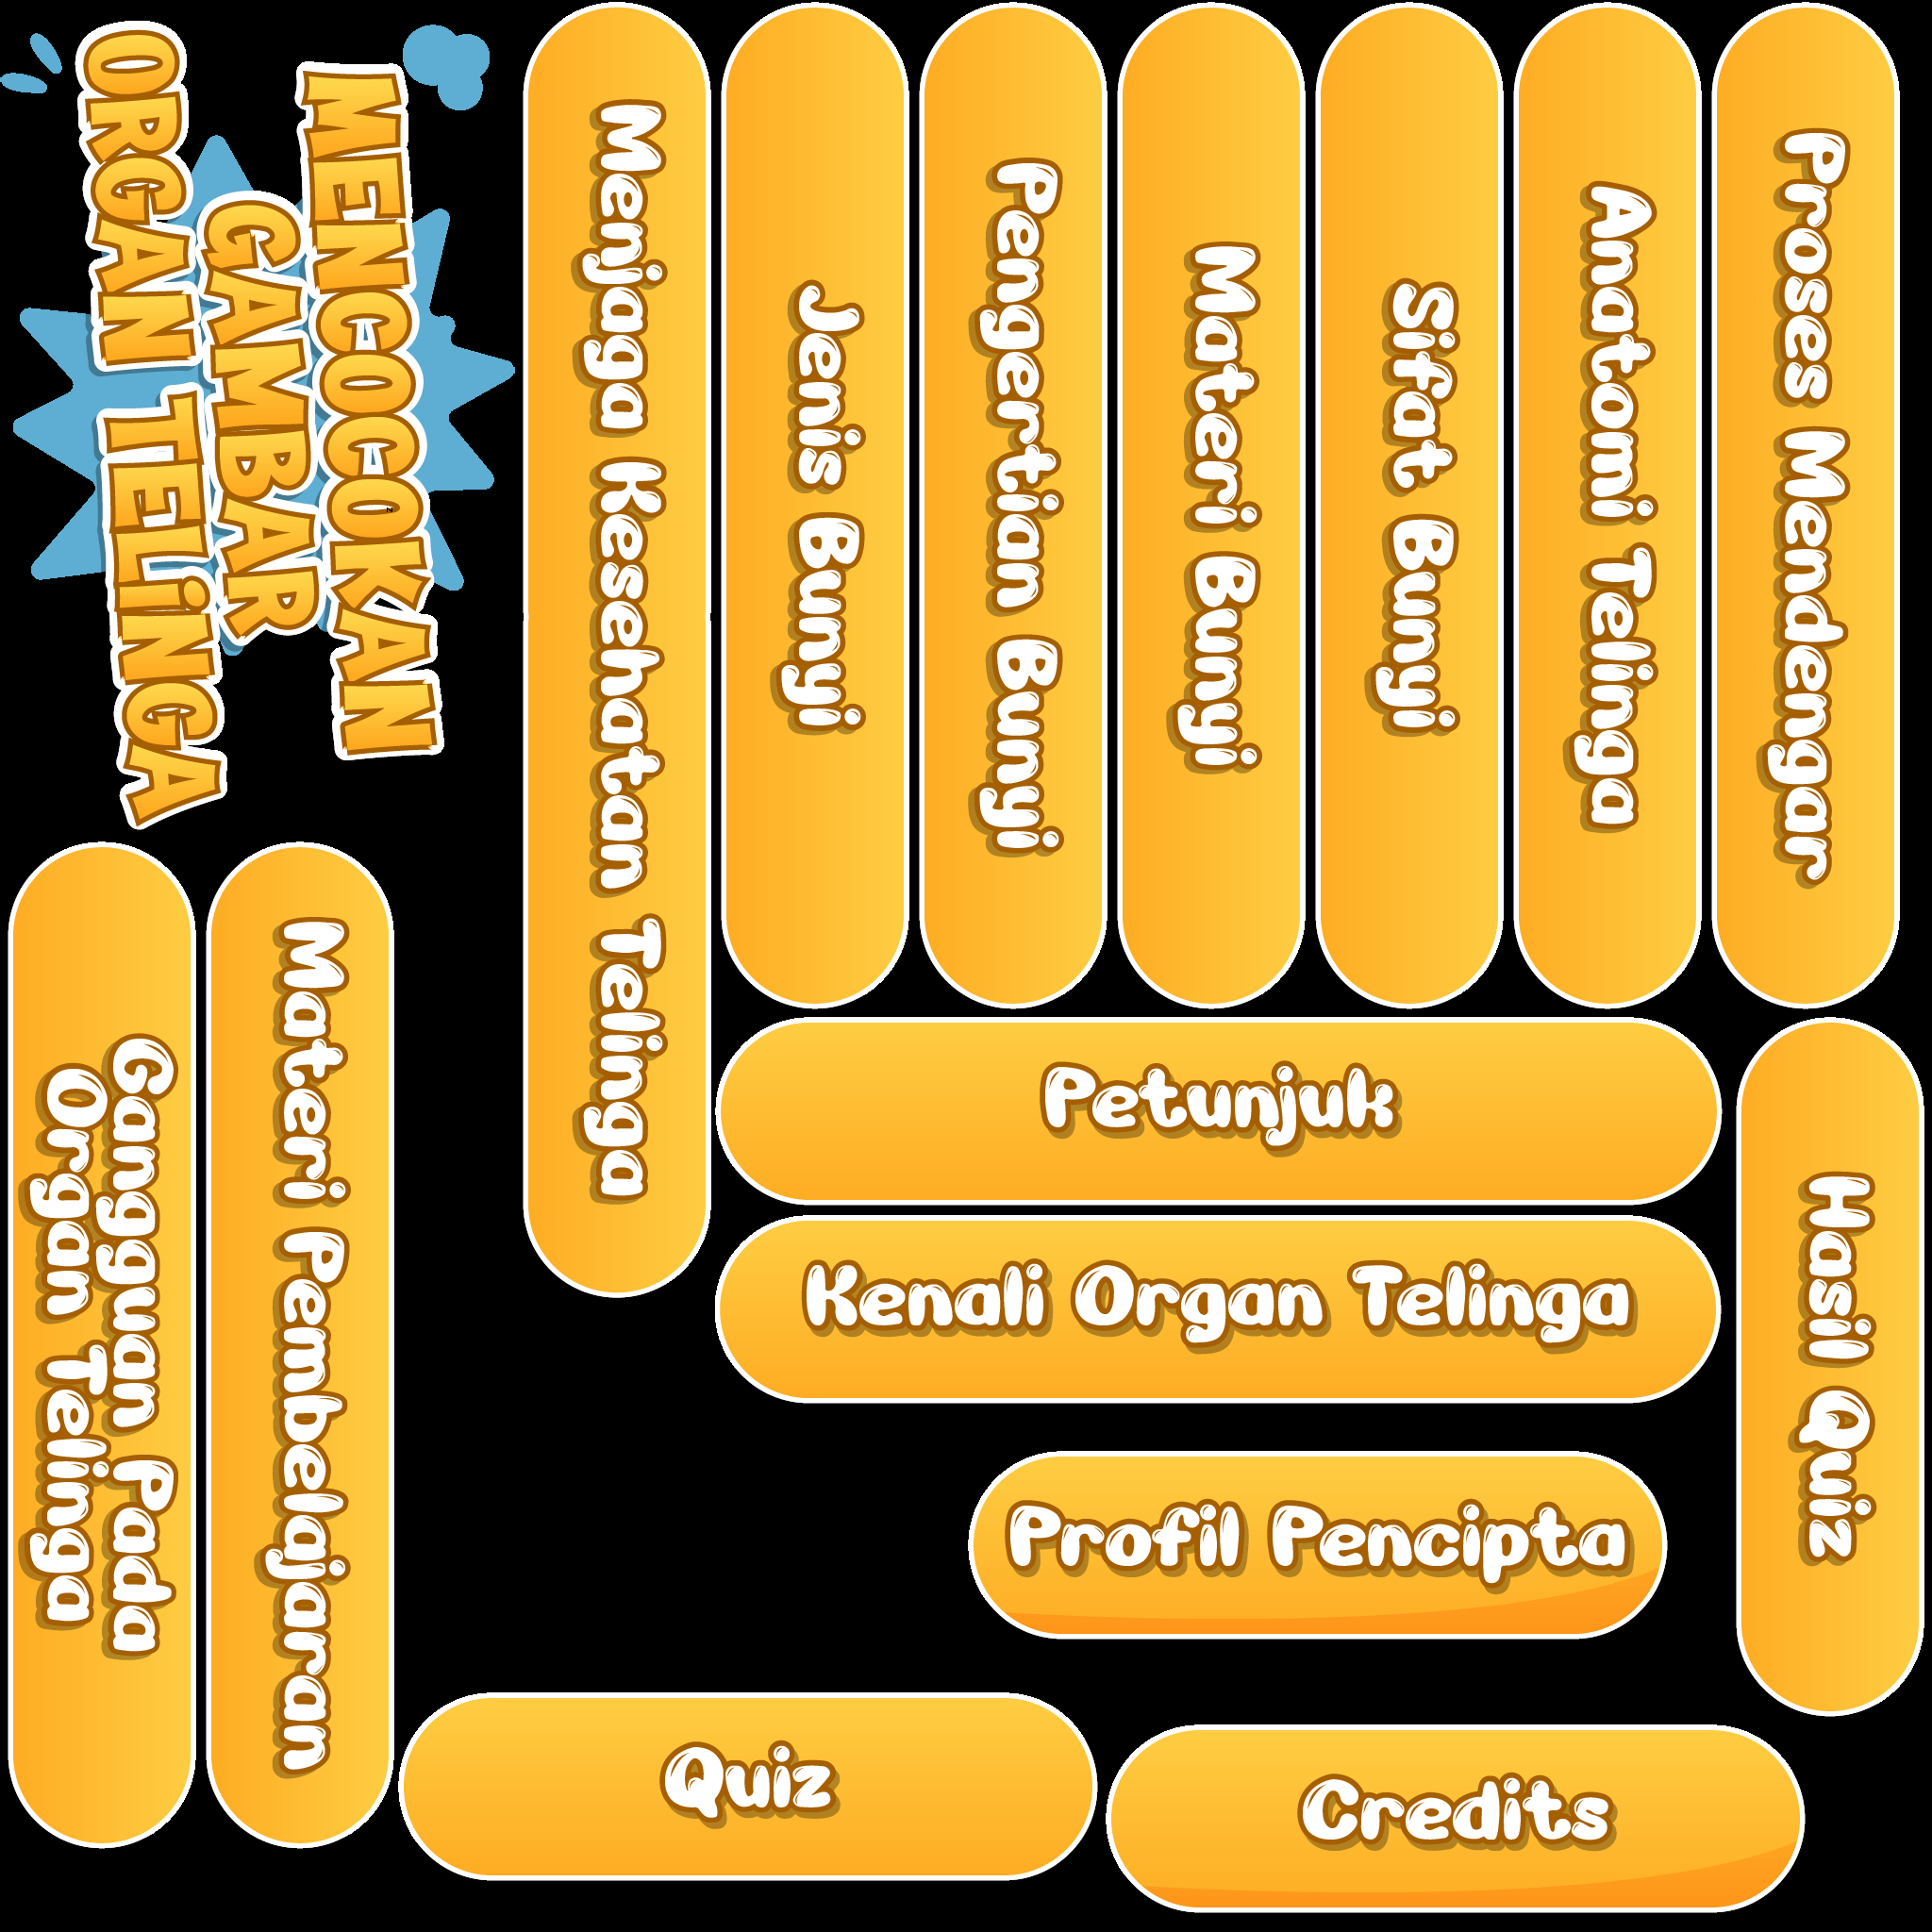 MENCOCOKAN
GAMBAR
ORGAN TELiNGA
Menjaga Kesehatan Telinga
Jenis Bunyi
Pengertian Bunyi
Materi Bunyi
Sifat Bunyi
Anatomi Telinga
Proses Mendengar
Gangguan Pada
Organ Telinga
Materi Pembelajaran
Petunjuk
Kenali Organ Telinga
Hasil Quiz
Profil Pencipta
Quiz
Credits